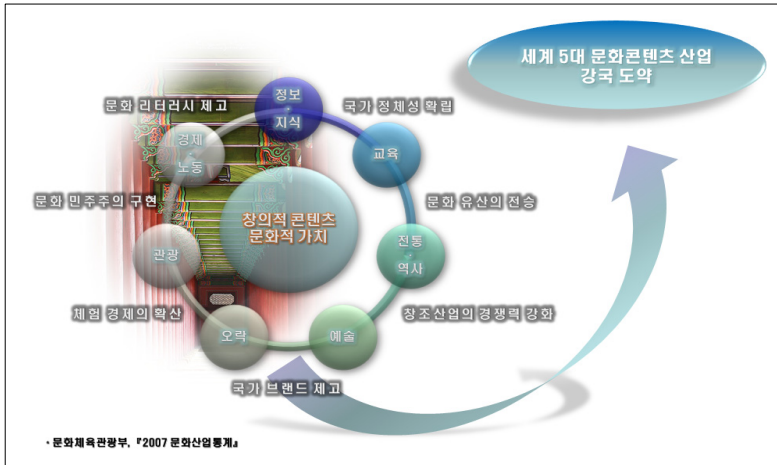 세계 5대 문화콘텐츠 산업
강국 도약
정보
·
지식
문화 리터러시 제고
국가 정체성 확립
경제
·
노동
교육
문화 민주주의 구현
문화 유산의 전승
창의적 콘텐츠
문화적 가치
관광
전통
·
역사
체험 경제의 확산
창조산업의 경쟁력 강화
오락
예술
국가 브랜드 제고
· 문화체육관광부, 『2007 문화산업통계』